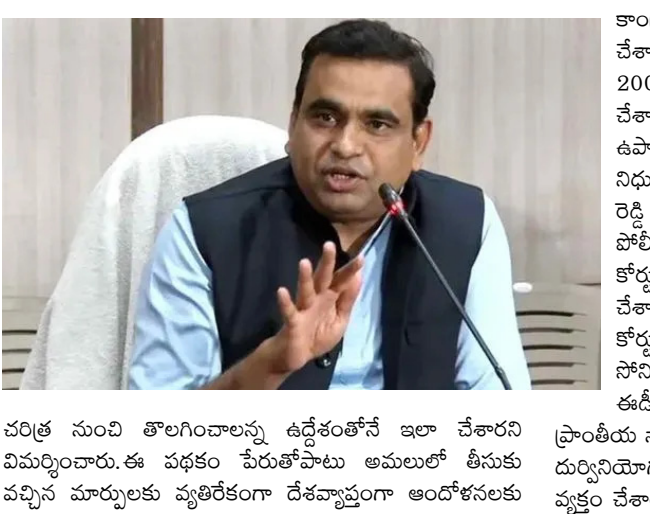 చరిత్ర నుంచి తొలగించాలన్న ఉద్దేశంతోనే ఇలా చేశారని
విమర్శించారు.ఈ పథకం పేరుతోపాటు అమలులో తీసుకు
వచ్చిన మార్పులకు వ్యతిరేకంగా దేశవ్యాప్తంగా ఆందోళనలకు
చేశా
200
చేశా
ఉపా
నిధు
రెడ్డి
పోలీ
కోర్టు
చేశా
కోర్టు
సోని
ఈడీ
ప్రాంతీయ
దుర్వినియోగ
వ్యక్తం చేశా